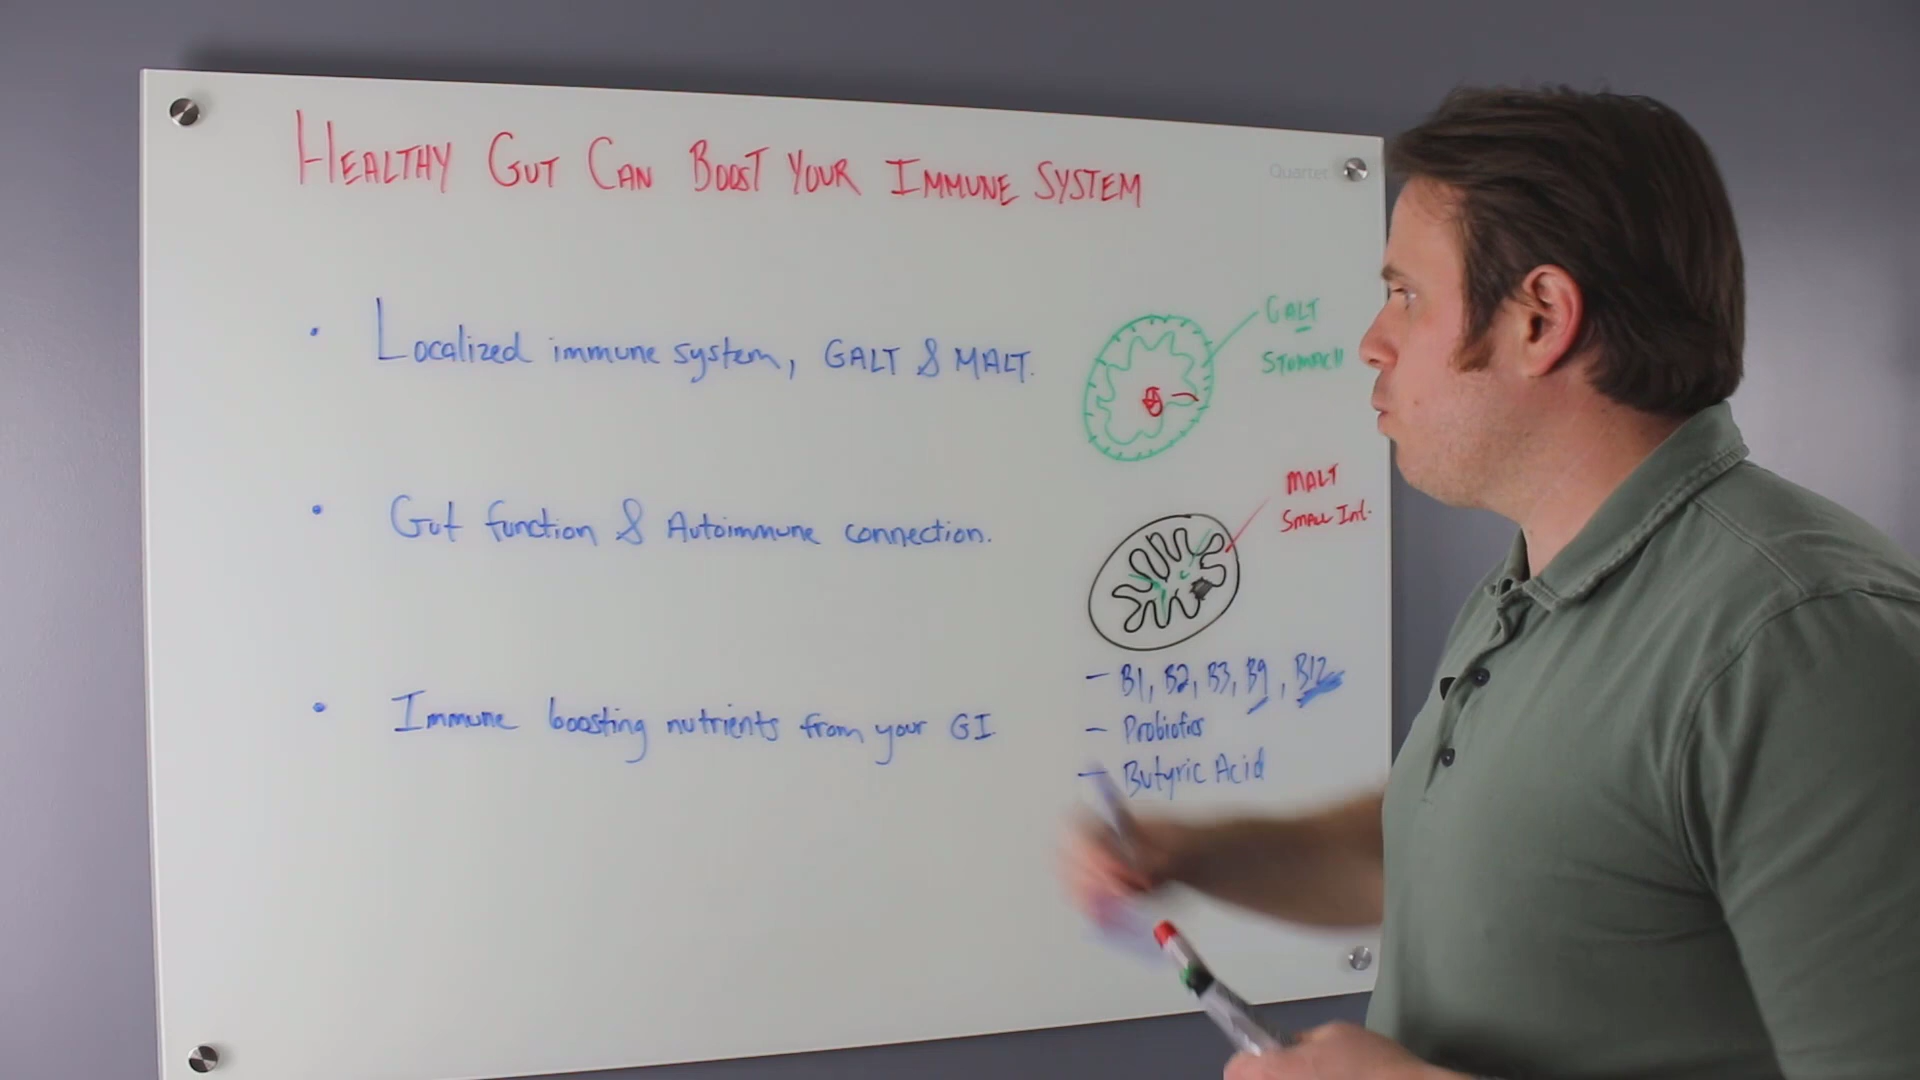 HEALTHY GUT CAN BOOST YOUR IMMUNE SYSTEM
Quartet
• Localized immune system, GALT & MALT.
GALT
STOMACH
• Gut function & Autoimmune connection.
MALT
SMALL Int.
• Immune boosting nutrients from your GI
– B1, B2, B3, B9, B12
– Probiotics
– Butyric Acid